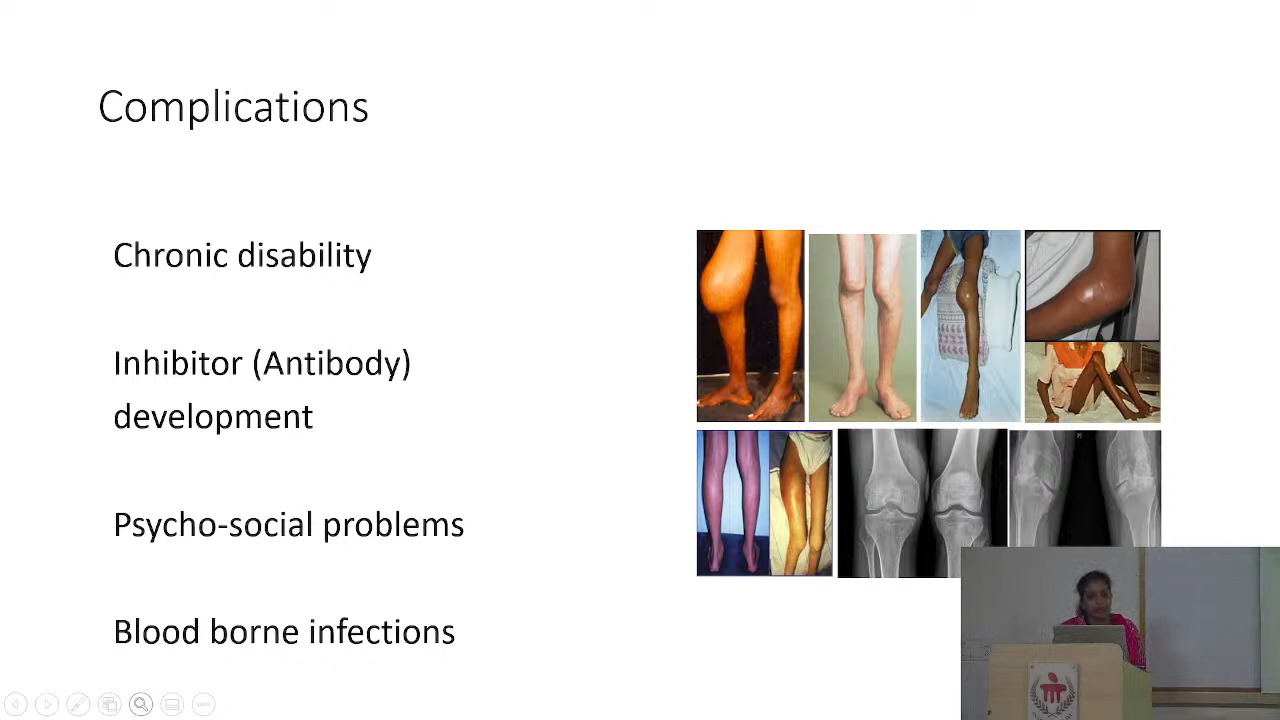 Complications
Chronic disability
Inhibitor (Antibody)
development
Psycho-social problems
Blood borne infections